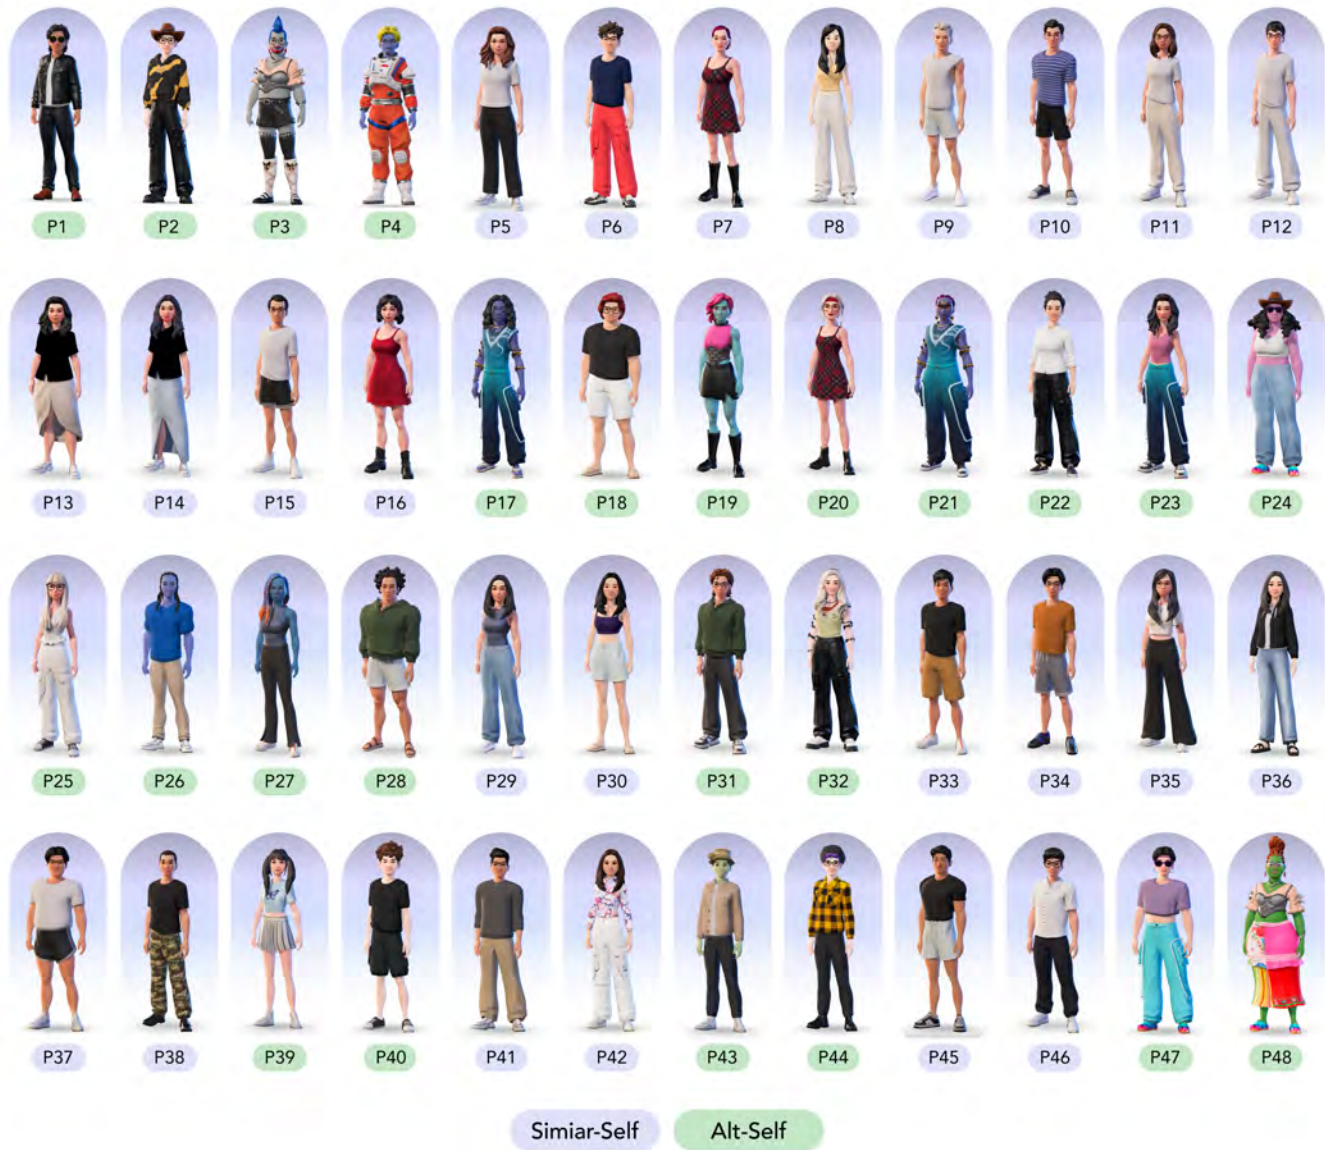 P1 P2 P3 P4 P5 P6 P7 P8 P9 P10 P11 P12
P13 P14 P15 P16 P17 P18 P19 P20 P21 P22 P23 P24
P25 P26 P27 P28 P29 P30 P31 P32 P33 P34 P35 P36
P37 P38 P39 P40 P41 P42 P43 P44 P45 P46 P47 P48
Simiar-Self Alt-Self